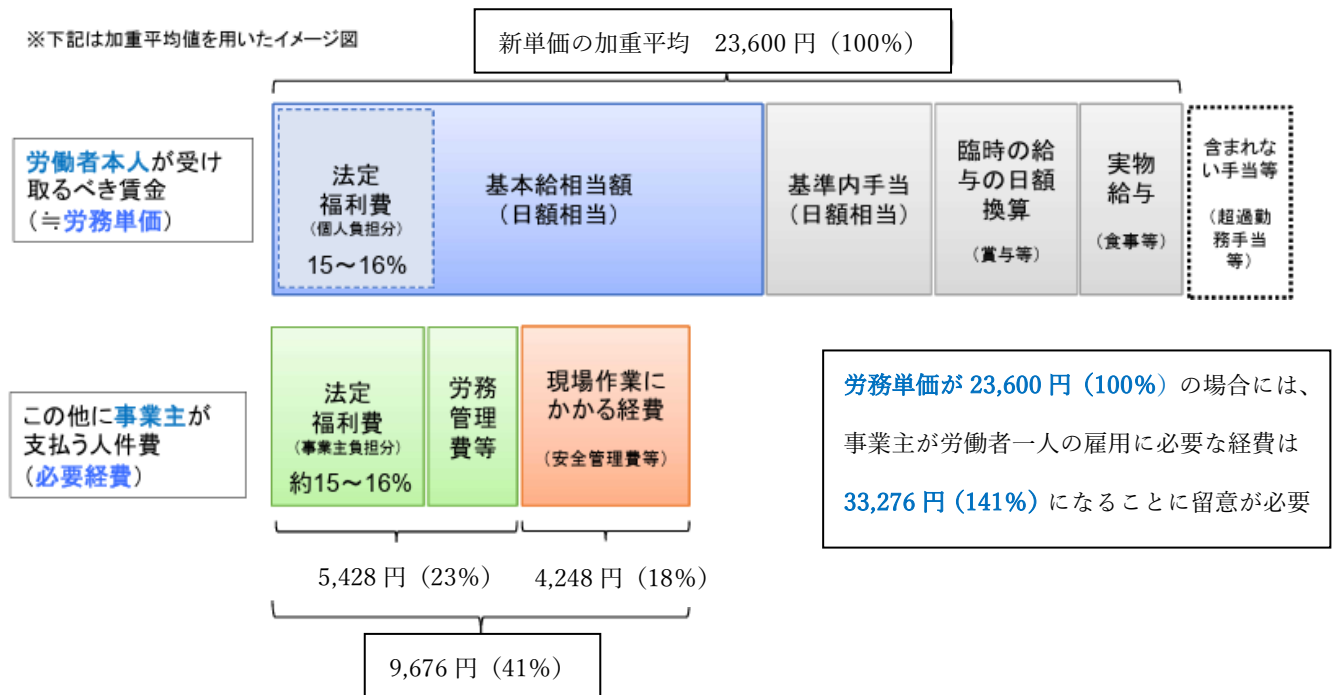 ※下記は加重平均値を用いたイメージ図
新単価の加重平均　23,600 円（100%）
労働者本人が受け
取るべき賃金
（≒労務単価）
法定
福利費
（個人負担分）
15～16%
基本給相当額
（日額相当）
基準内手当
（日額相当）
臨時の給
与の日額
換算
（賞与等）
実物
給与
（食事等）
含まれな
い手当等
（超過勤
務手当
等）
この他に事業主が
支払う人件費
（必要経費）
法定
福利費
（事業主負担分）
約15～16%
労務
管理
費等
現場作業に
かかる経費
（安全管理費等）
労務単価が 23,600 円（100%）の場合には、
事業主が労働者一人の雇用に必要な経費は
33,276 円（141%）になることに留意が必要
5,428 円（23%）
4,248 円（18%）
9,676 円（41%）